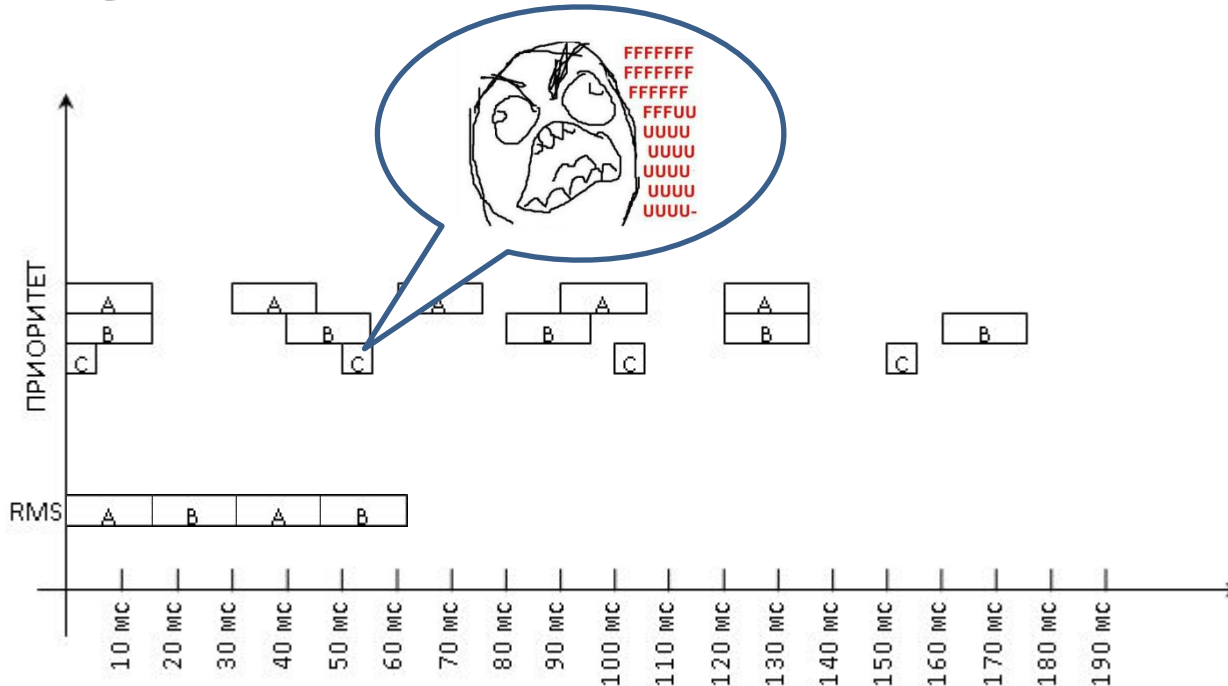 FFFFFFF
FFFFFFF
FFFFFF
FFFUU
UUUU
UUUU
UUUU
UUUU
UUUU-
ПРИОРИТЕТ
A A A A A
B B B B B
C C C C
RMS A B A B
10 мс 20 мс 30 мс 40 мс 50 мс 60 мс 70 мс 80 мс 90 мс 100 мс 110 мс 120 мс 130 мс 140 мс 150 мс 160 мс 170 мс 180 мс 190 мс